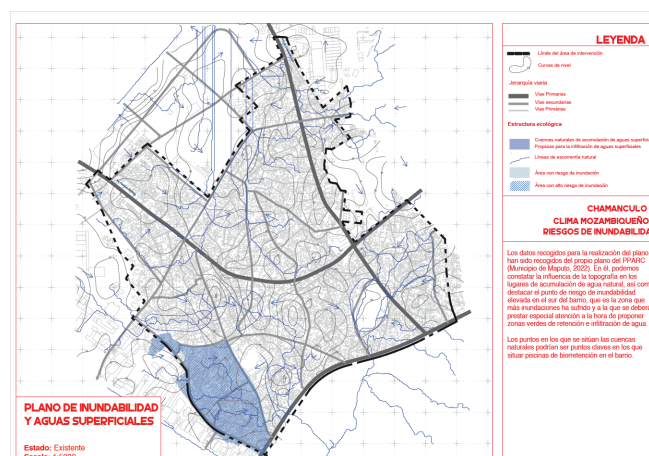 LEYENDA
Límite del área de intervención
Curvas de nivel
Jerarquía viaria
Vías Primarias
Vías secundarias
Vías Primarias
Estructura ecológica
Cuencas naturales de acumulación de aguas
Propicias para la infiltración de aguas superficiales
Líneas de escorrentía natural
Área con riesgo de inundación
Área con alto riesgo de inundación
CHAMANCULO
CLIMA MOZAMBIQUEÑO
RIESGOS DE INUNDABILIDA
Los datos recogidos para la realización del plano
han sido recogidos del propio plano del PPARC
(Municipio de Maputo, 2022). En él, podemos
constatar la influencia de la topografía en los
lugares de acumulación de agua natural, así com
destacar el punto de riesgo de inundabilidad
elevada en el sur del barrio, que es la zona que
más inundaciones ha sufrido y a la que se deber
prestar especial atención a la hora de proponer
zonas verdes de retención e infiltración de agua.
Los puntos en los que se sitúan las cuencas
naturales podrían ser puntos claves en los que
situar piscinas de biorretención en el barrio.
PLANO DE INUNDABILIDAD
Y AGUAS SUPERFICIALES
Estado: Existente